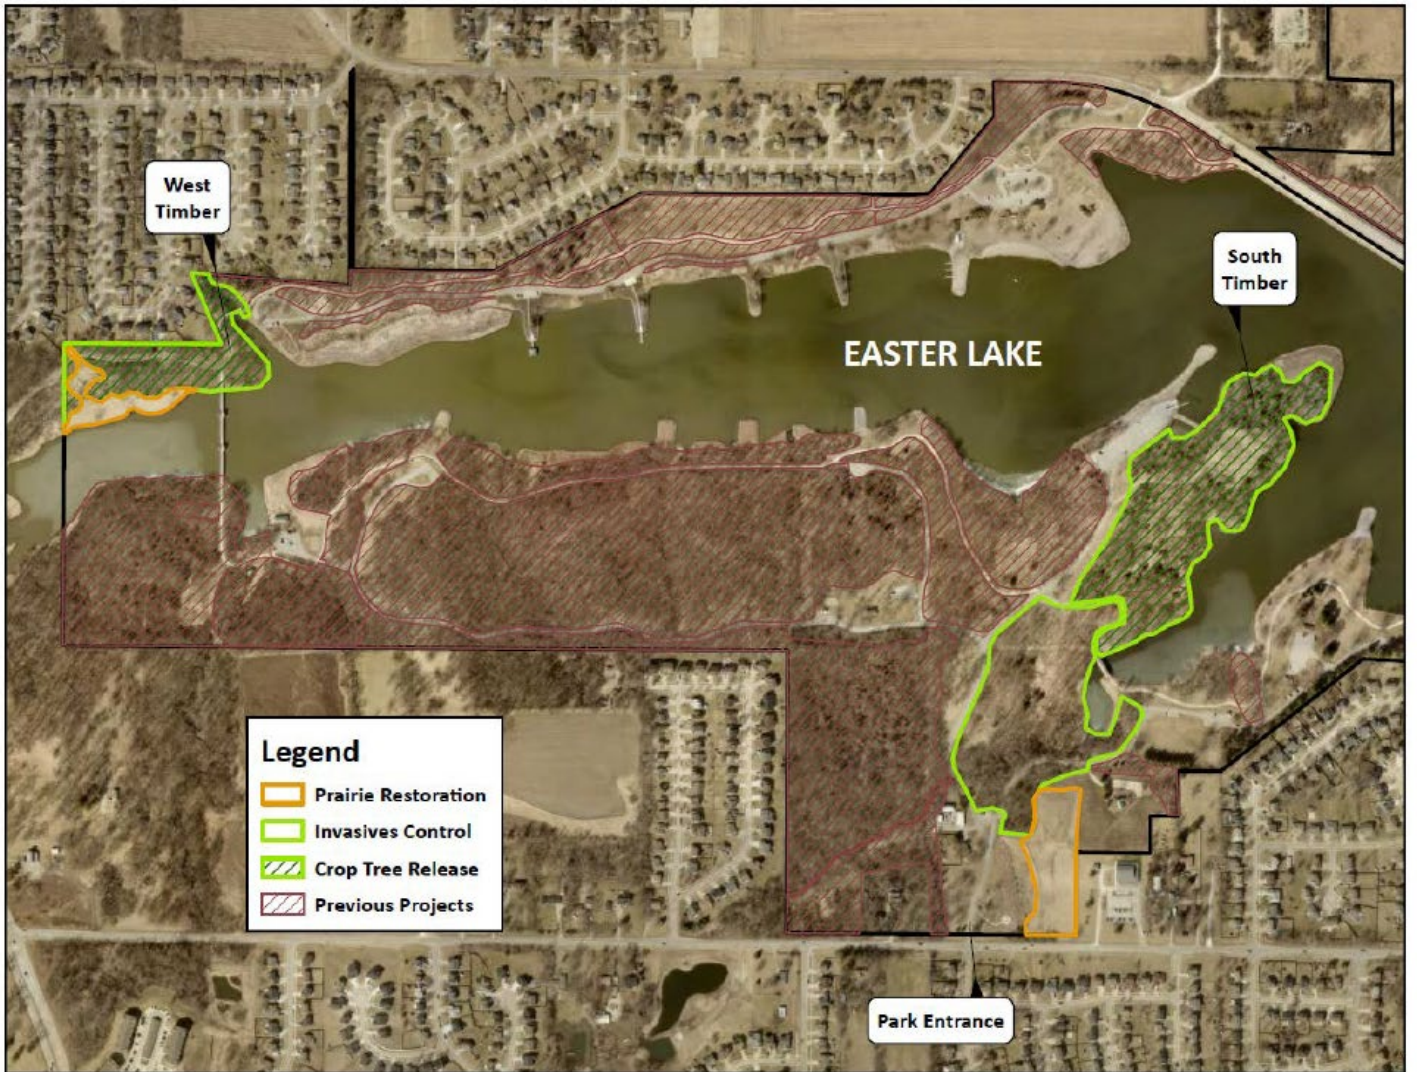 West
Timber
South
Timber
EASTER LAKE
Legend
Prairie Restoration
Invasives Control
Crop Tree Release
Previous Projects
Park Entrance